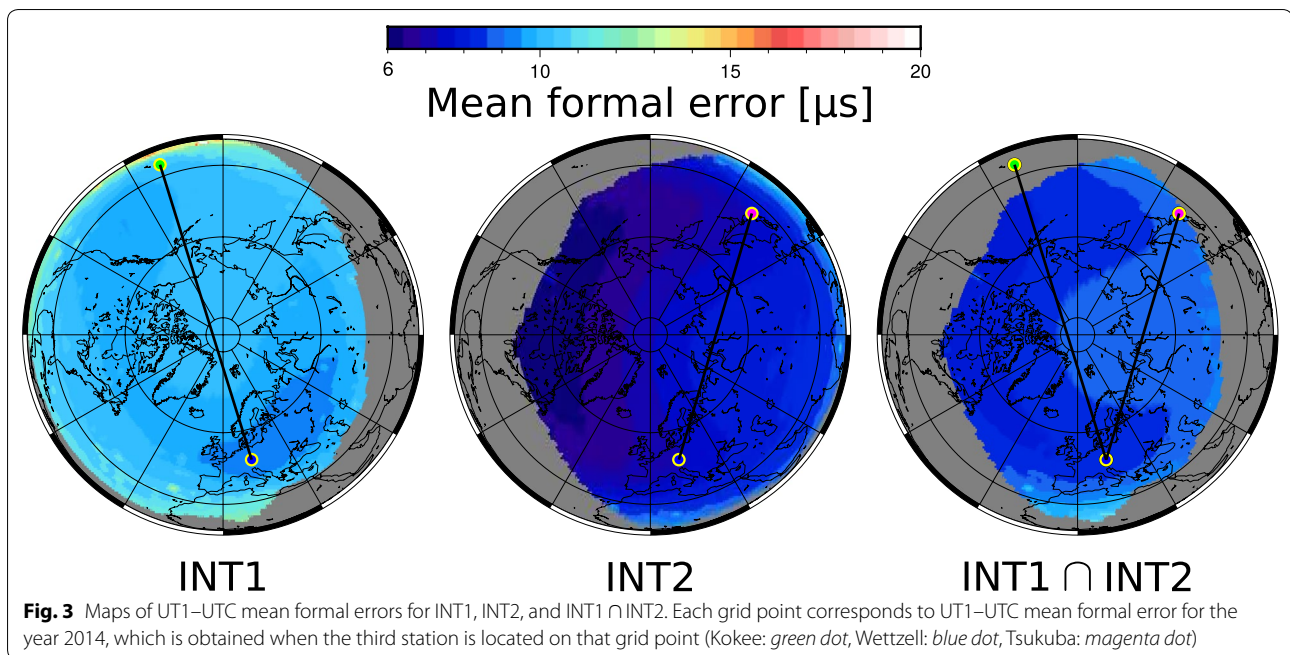 6 10 15 20
Mean formal error [µs]
INT1 INT2 INT1 ∩ INT2
Fig. 3 Maps of UT1–UTC mean formal errors for INT1, INT2, and INT1 ∩ INT2. Each grid point corresponds to UT1–UTC mean formal error for the
year 2014, which is obtained when the third station is located on that grid point (Kokee: green dot, Wettzell: blue dot, Tsukuba: magenta dot)